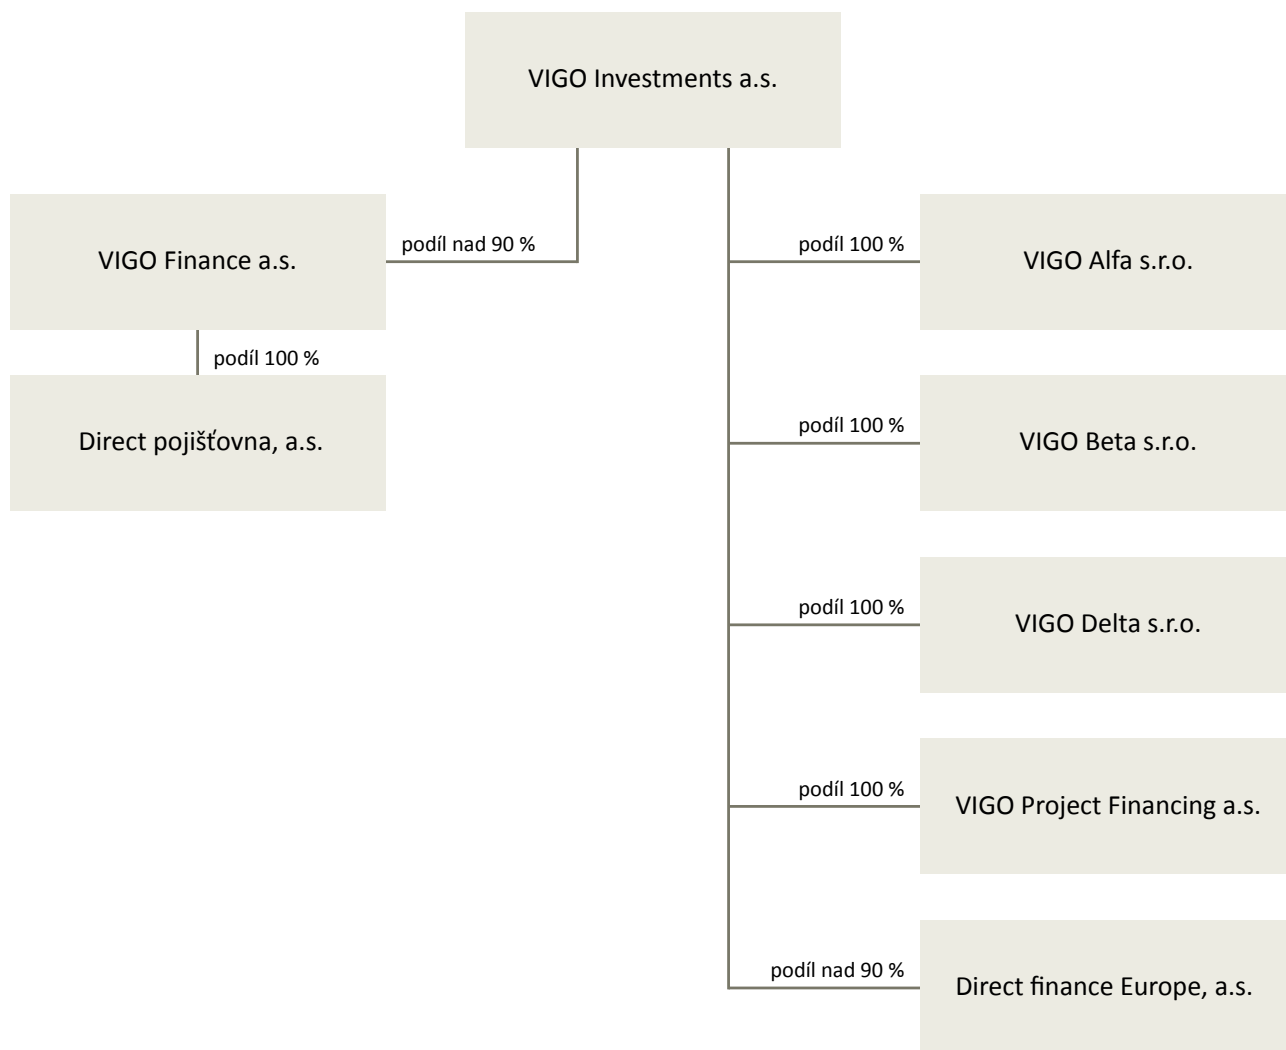 VIGO Investments a.s.
VIGO Finance a.s.
podíl nad 90 %
podíl 100 %
Direct pojišťovna, a.s.
podíl 100 %
VIGO Alfa s.r.o.
podíl 100 %
VIGO Beta s.r.o.
podíl 100 %
VIGO Delta s.r.o.
podíl 100 %
VIGO Project Financing a.s.
podíl nad 90 %
Direct finance Europe, a.s.